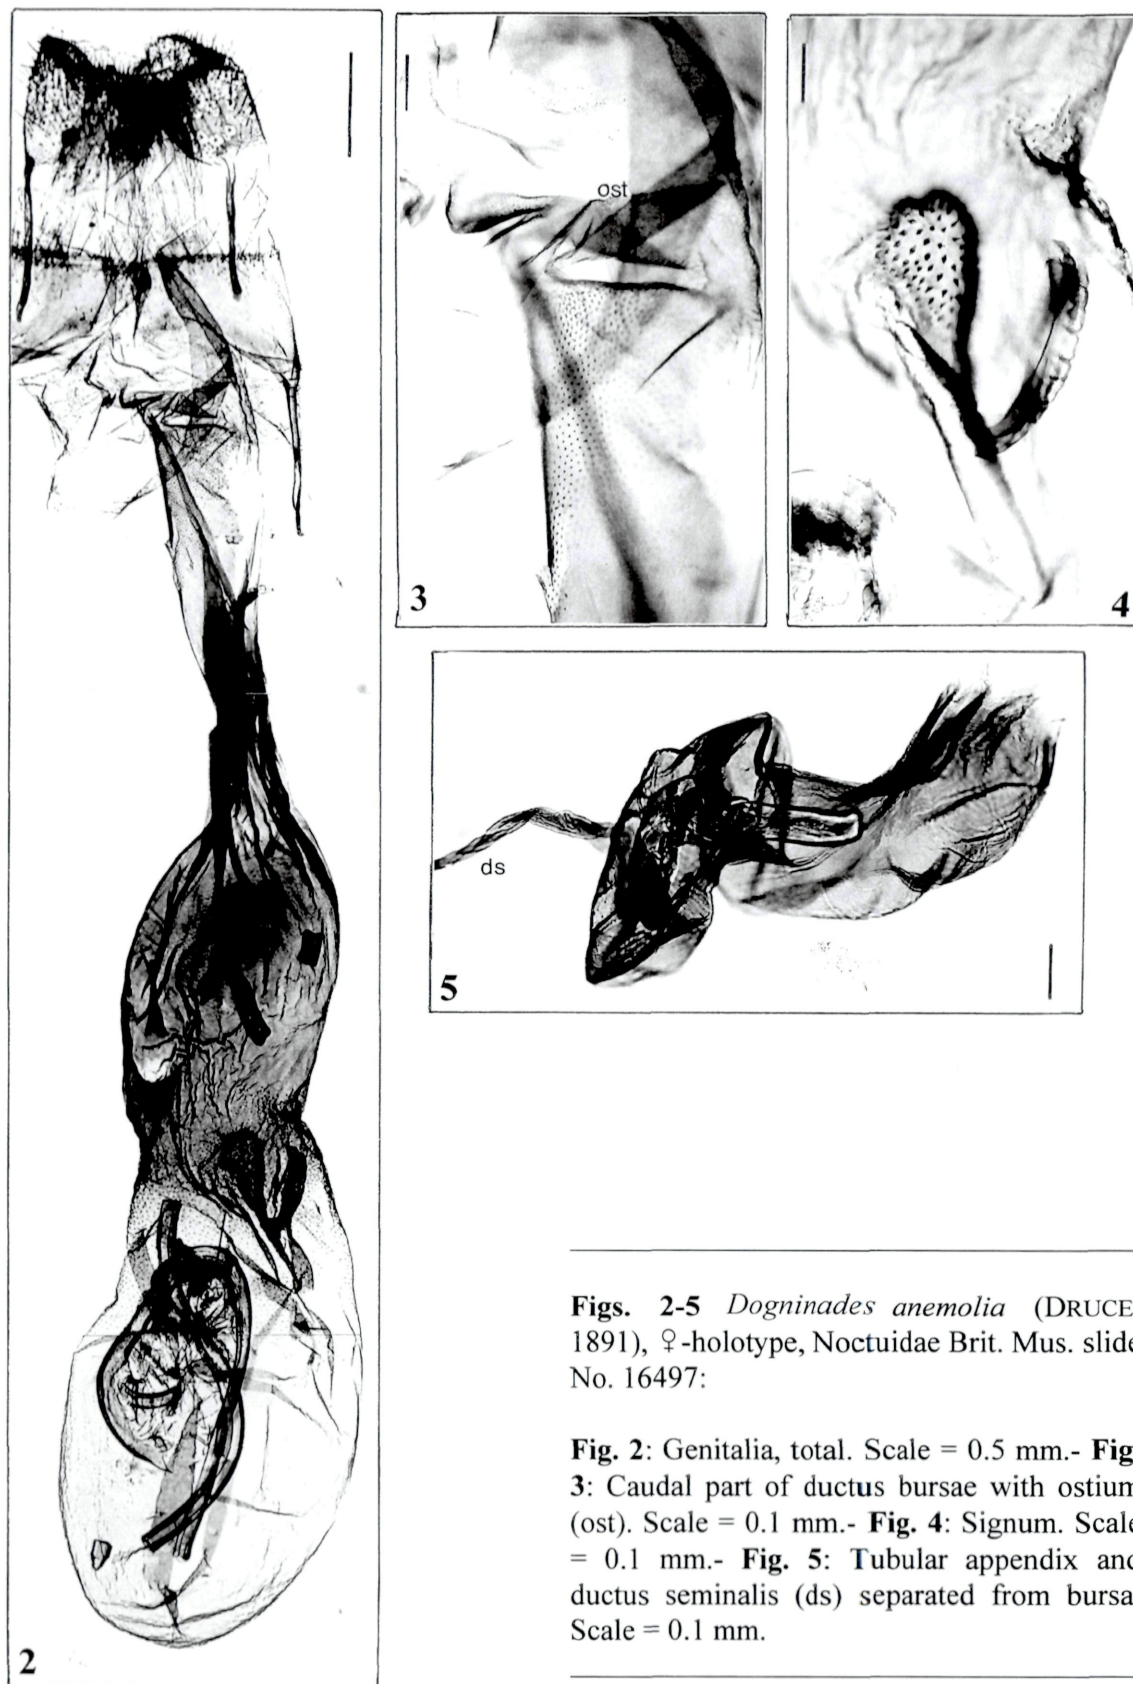 ost
3
4
ds
5
2
Figs. 2-5 Dogninades anemolia (DRUCE
1891), ♀-holotype, Noctuidae Brit. Mus. slide
No. 16497:
Fig. 2: Genitalia, total. Scale = 0.5 mm.- Fig
3: Caudal part of ductus bursae with ostium
(ost). Scale = 0.1 mm.- Fig. 4: Signum. Scale
= 0.1 mm.- Fig. 5: Tubular appendix and
ductus seminalis (ds) separated from bursa
Scale = 0.1 mm.